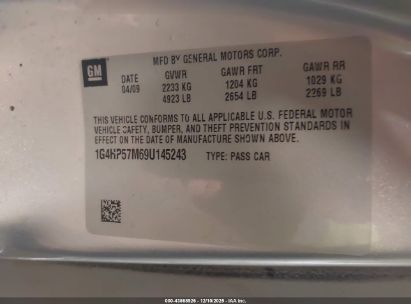 MFD BY GENERAL MOTORS CORP.
GM
DATE GVWR GAWR FRT GAWR RR
04/09 2233 KG 1204 KG 1029 KG
4923 LB 2654 LB 2269 LB
THIS VEHICLE CONFORMS TO ALL APPLICABLE U.S. FEDERAL MOTOR
VEHICLE SAFETY, BUMPER, AND THEFT PREVENTION STANDARDS IN
EFFECT ON THE DATE OF MANUFACTURE SHOWN ABOVE.
1G4HP57M69U145243 TYPE: PASS CAR